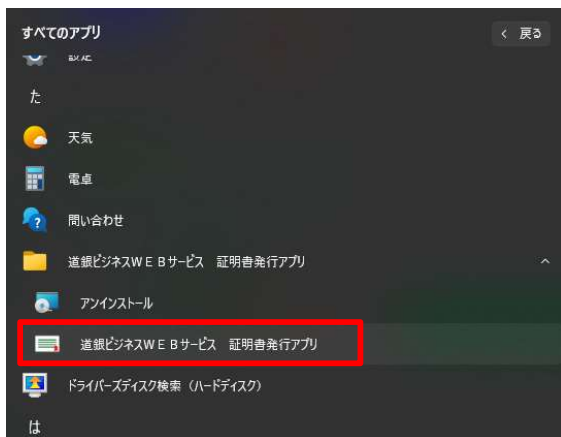 すべてのアプリ
戻る
設定
た
天気
電卓
問い合わせ
道銀ビジネスWEBサービス　証明書発行アプリ
アンインストール
道銀ビジネスWEBサービス　証明書発行アプリ
ドライバーズディスク検索（ハードディスク）
は